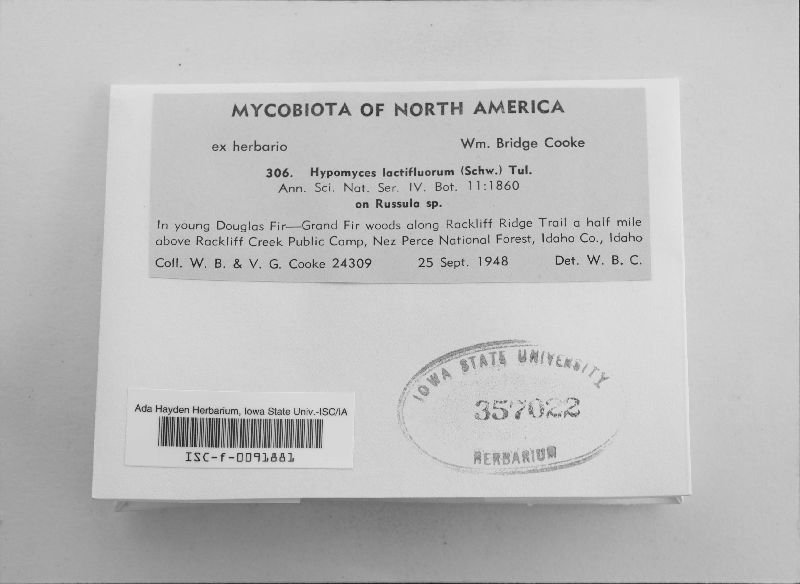 MYCOBIOTA OF NORTH AMERICA
ex herbario Wm. Bridge Cooke
306. Hypomyces lactifluorum (Schw.) Tul.
Ann. Sci. Nat. Ser. IV. Bot. 11:1860
on Russula sp.
In young Douglas Fir—Grand Fir woods along Rackliff Ridge Trail a half mile
above Rackliff Creek Public Camp, Nez Perce National Forest, Idaho Co., Idaho
Coll. W. B. & V. G. Cooke 24309 25 Sept. 1948 Det. W. B. C.
IOWA STATE UNIVERSITY
357022
HERBARIUM
Ada Hayden Herbarium, Iowa State Univ.-ISC/IA
ISC-f-0091881